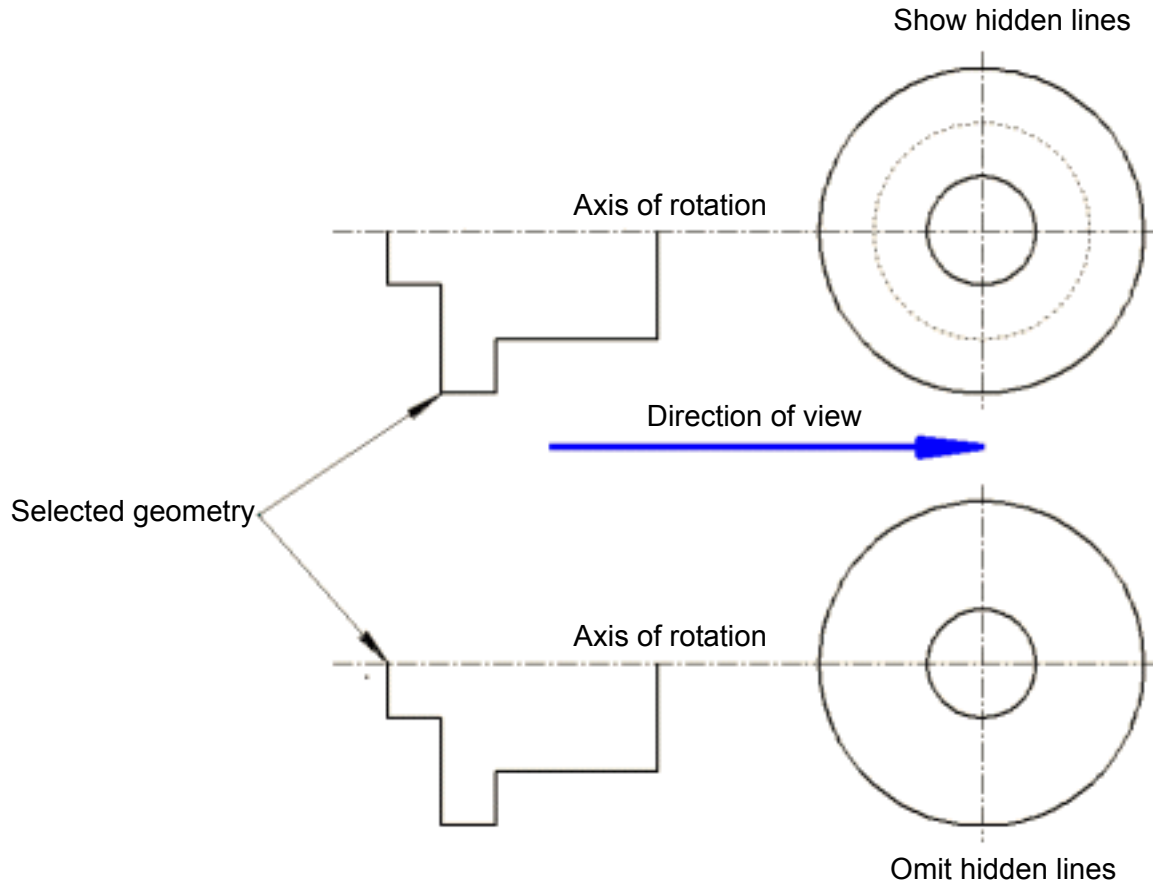 Show hidden lines
Axis of rotation
Direction of view
Selected geometry
Axis of rotation
Omit hidden lines